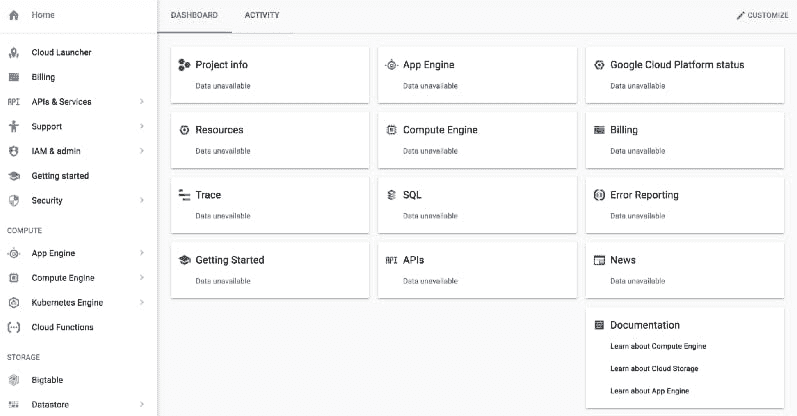 Home
DASHBOARD
ACTIVITY
CUSTOMIZE
Cloud Launcher
Billing
API APIs & Services
Support
IAM & admin
Getting started
Security
COMPUTE
App Engine
Compute Engine
Kubernetes Engine
Cloud Functions
STORAGE
Bigtable
Datastore
Project info
Data unavailable
App Engine
Data unavailable
Google Cloud Platform status
Data unavailable
Resources
Data unavailable
Compute Engine
Data unavailable
Billing
Data unavailable
Trace
Data unavailable
SQL
Data unavailable
Error Reporting
Data unavailable
Getting Started
Data unavailable
API APIs
Data unavailable
News
Data unavailable
Documentation
Learn about Compute Engine
Learn about Cloud Storage
Learn about App Engine